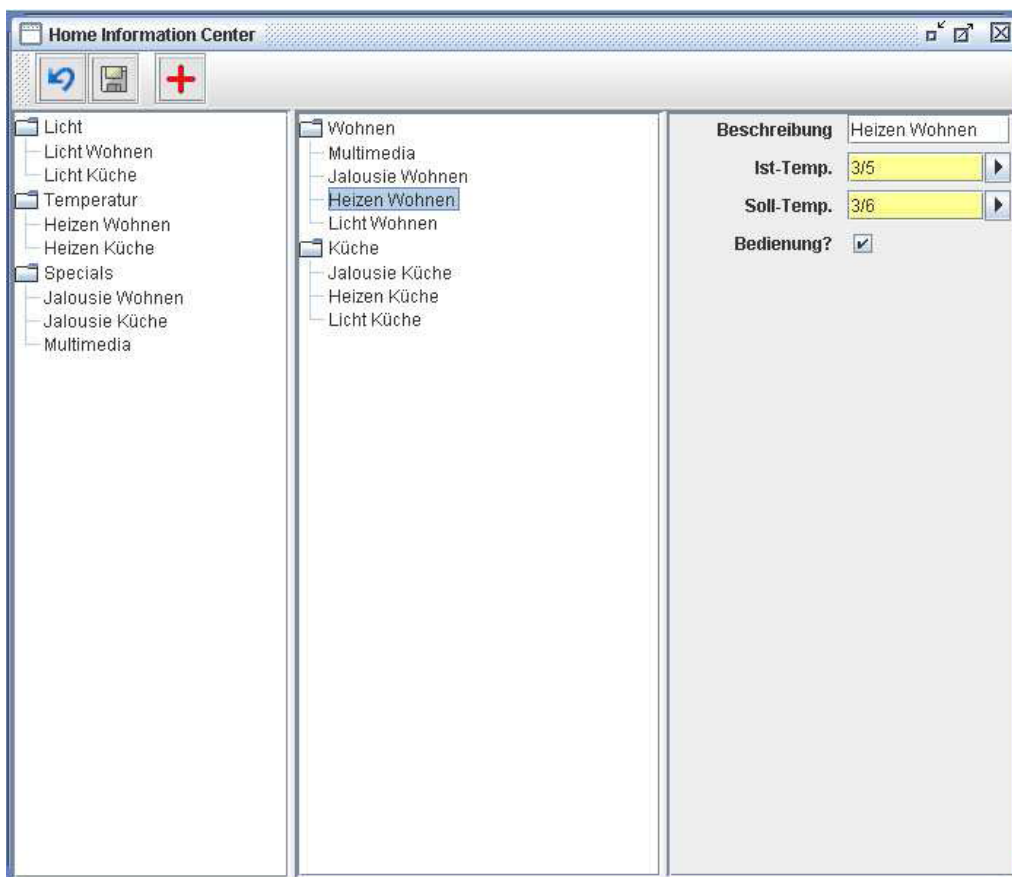 Home Information Center
Licht
Licht Wohnen
Licht Küche
Temperatur
Heizen Wohnen
Heizen Küche
Specials
Jalousie Wohnen
Jalousie Küche
Multimedia
Wohnen
Multimedia
Jalousie Wohnen
Heizen Wohnen
Licht Wohnen
Küche
Jalousie Küche
Heizen Küche
Licht Küche
Beschreibung Heizen Wohnen
Ist-Temp. 3/5
Soll-Temp. 3/6
Bedienung?